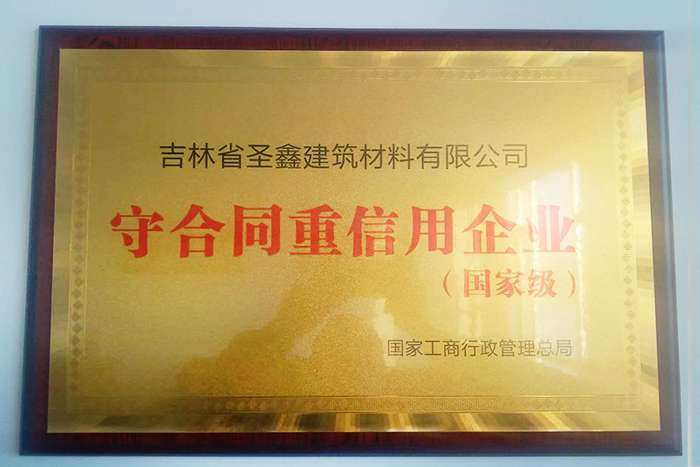 吉林省圣鑫建筑材料有限公司
守合同重信用企业
（国家级）
国家工商行政管理总局